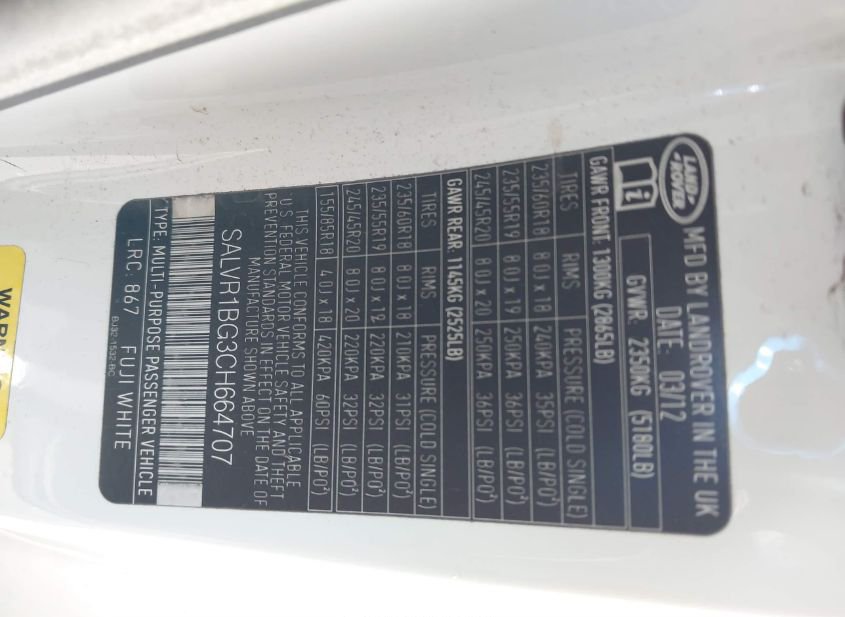 LAND
ROVER
MFD BY LANDROVER IN THE UK
DATE: 03/12
GVWR: 2350KG (5180LB)
GAWR FRONT: 1300KG (2865LB)
TIRES RIMS PRESSURE (COLD SINGLE)
235/60R18 8.0J x 18 240KPA 35PSI (LB/PO²)
235/55R19 8.0J x 19 250KPA 36PSI (LB/PO²)
245/45R20 8.0J x 20 250KPA 36PSI (LB/PO²)
GAWR REAR: 1145KG (2525LB)
TIRES RIMS PRESSURE (COLD SINGLE)
235/60R18 8.0J x 18 210KPA 31PSI (LB/PO²)
235/55R19 8.0J x 19 220KPA 32PSI (LB/PO²)
245/45R20 8.0J x 20 220KPA 32PSI (LB/PO²)
155/85R18 4.0J x 18 420KPA 60PSI (LB/PO²)
THIS VEHICLE CONFORMS TO ALL APPLICABLE
U.S. FEDERAL MOTOR VEHICLE SAFETY AND THEFT
PREVENTION STANDARDS IN EFFECT ON THE DATE OF
MANUFACTURE SHOWN ABOVE
SALVR1BG3CH664707
TYPE: MULTI-PURPOSE PASSENGER VEHICLE
LRC: 867 FUJI WHITE
BJ32-1532-BC